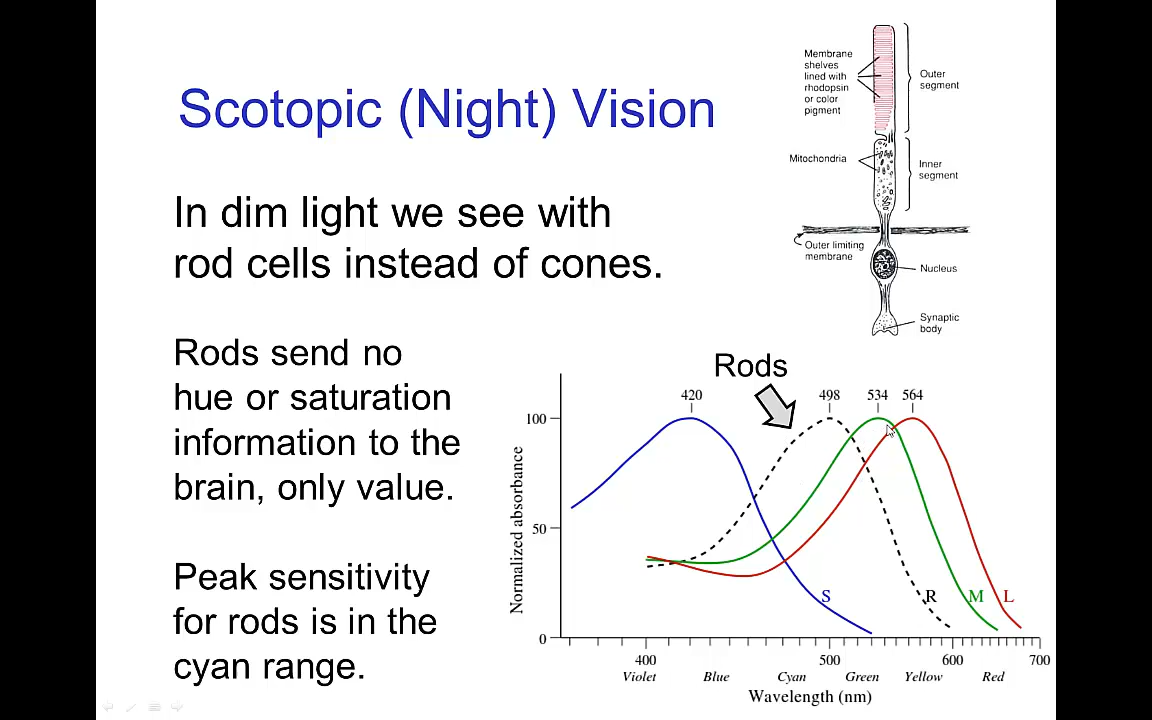 Scotopic (Night) Vision
In dim light we see with
rod cells instead of cones.
Rods send no
hue or saturation
information to the
brain, only value.
Peak sensitivity
for rods is in the
cyan range.
Membrane
shelves
lined with
rhodopsin
or color
pigment
Outer
segment
Mitochondria
Inner
segment
Outer limiting
membrane
Nucleus
Synaptic
body
Rods
420 498 534 564
100
50
0
Normalized absorbance
S R M L
400 500 600 700
Violet Blue Cyan Green Yellow Red
Wavelength (nm)